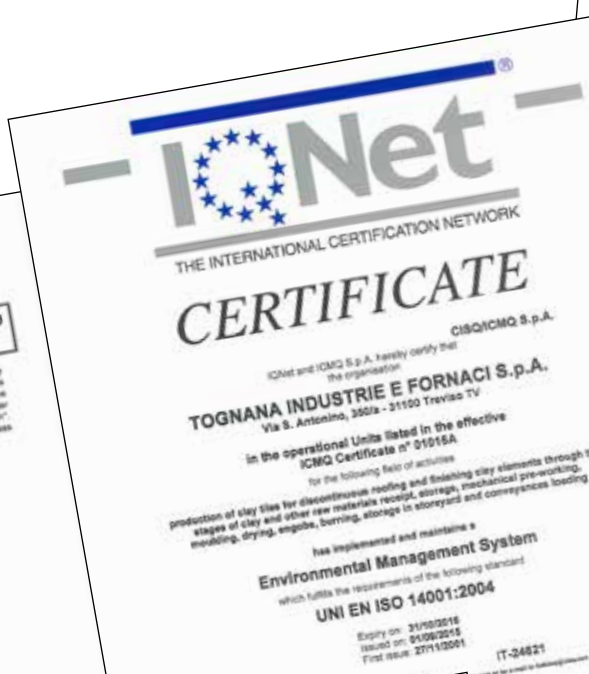 IQNet®
THE INTERNATIONAL CERTIFICATION NETWORK
CERTIFICATE
CISQ/ICMQ S.p.A.
IQNet and ICMQ S.p.A. hereby certify that
the organisation
TOGNANA INDUSTRIE E FORNACI S.p.A.
Via S. Antonino, 350/a - 31100 Treviso TV
in the operational Units listed in the effective
ICMQ Certificate n° 01016A
for the following field of activities
production of clay tiles for discontinuous roofing and finishing clay elements through
stages of clay and other raw materials receipt, storage, mechanical pre-working,
moulding, drying, engobe, burning, storage in storeyard and conveyances loading
has implemented and maintains a
Environmental Management System
which fulfills the requirements of the following standard
UNI EN ISO 14001:2004
Expiry on: 31/10/2016
Issued on: 01/09/2015
First issue: 27/11/2001
IT-24621